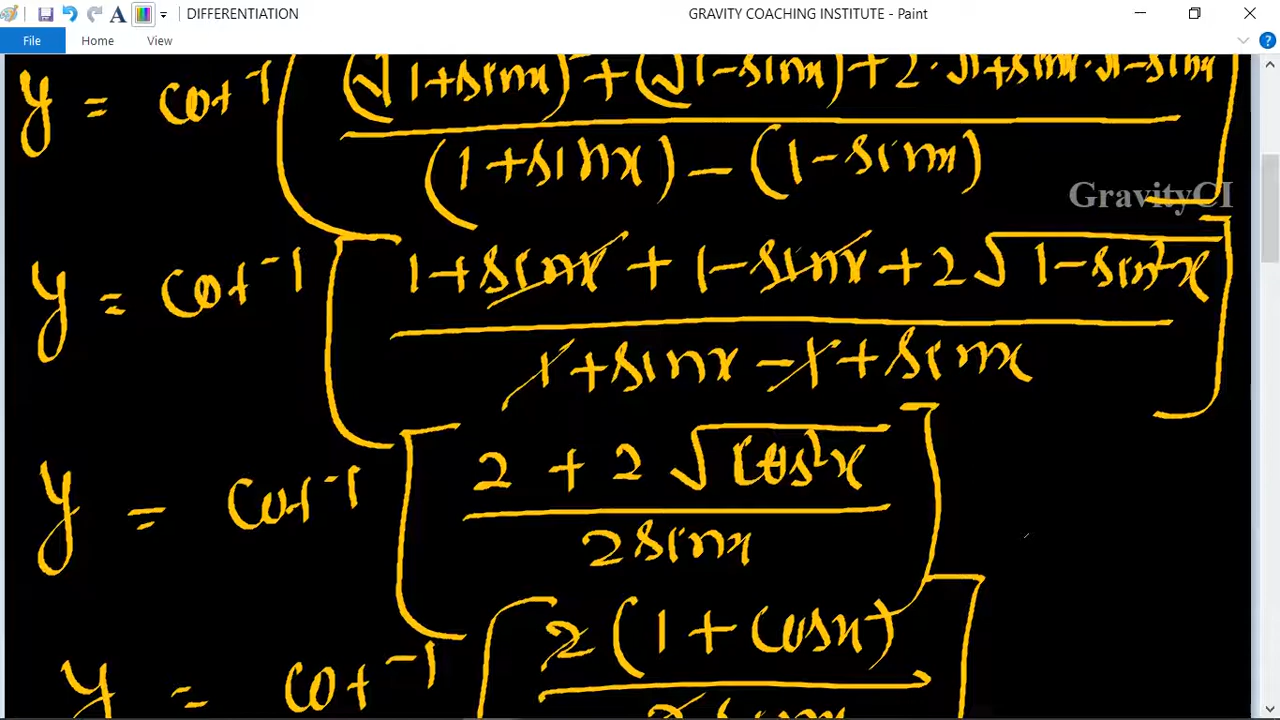 DIFFERENTIATION GRAVITY COACHING INSTITUTE - Paint
File Home View
y = cot⁻¹ [ (√1+sinx)² + (√1-sinx) + 2·√1+sinx·√1-sinx
(1+sinx) - (1-sinx)
GravityCI
y = cot⁻¹ [ 1+sinx + 1-sinx + 2√1-sin²x ]
1+sinx - 1 + sinx
y = cot⁻¹ [ 2 + 2√cos²x ]
2sinx
y = cot⁻¹ [ 2(1+cosx) ]
2sinx